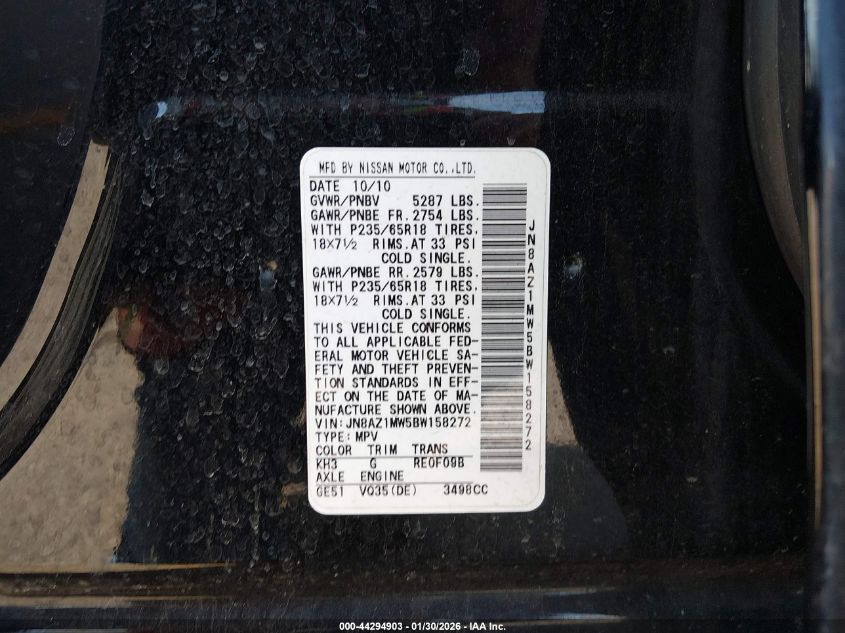 MFD BY NISSAN MOTOR CO.,LTD.
DATE 10/10
GVWR/PNBV 5287 LBS.
GAWR/PNBE FR. 2754 LBS.
WITH P235/65R18 TIRES,
18X7½ RIMS.AT 33 PSI
COLD SINGLE.
GAWR/PNBE RR. 2579 LBS.
WITH P235/65R18 TIRES,
18X7½ RIMS.AT 33 PSI
COLD SINGLE.
THIS VEHICLE CONFORMS
TO ALL APPLICABLE FED-
ERAL MOTOR VEHICLE SA-
FETY AND THEFT PREVEN-
TION STANDARDS IN EFF-
ECT ON THE DATE OF MA-
NUFACTURE SHOWN ABOVE.
VIN:JN8AZ1MW5BW158272
TYPE: MPV
COLOR TRIM TRANS
KH3 G RE0F09B
AXLE ENGINE
GE51 VQ35(DE) 3498CC
JN8AZ1MW5BW158272
000-44294903 - 01/30/2026 - IAA Inc.